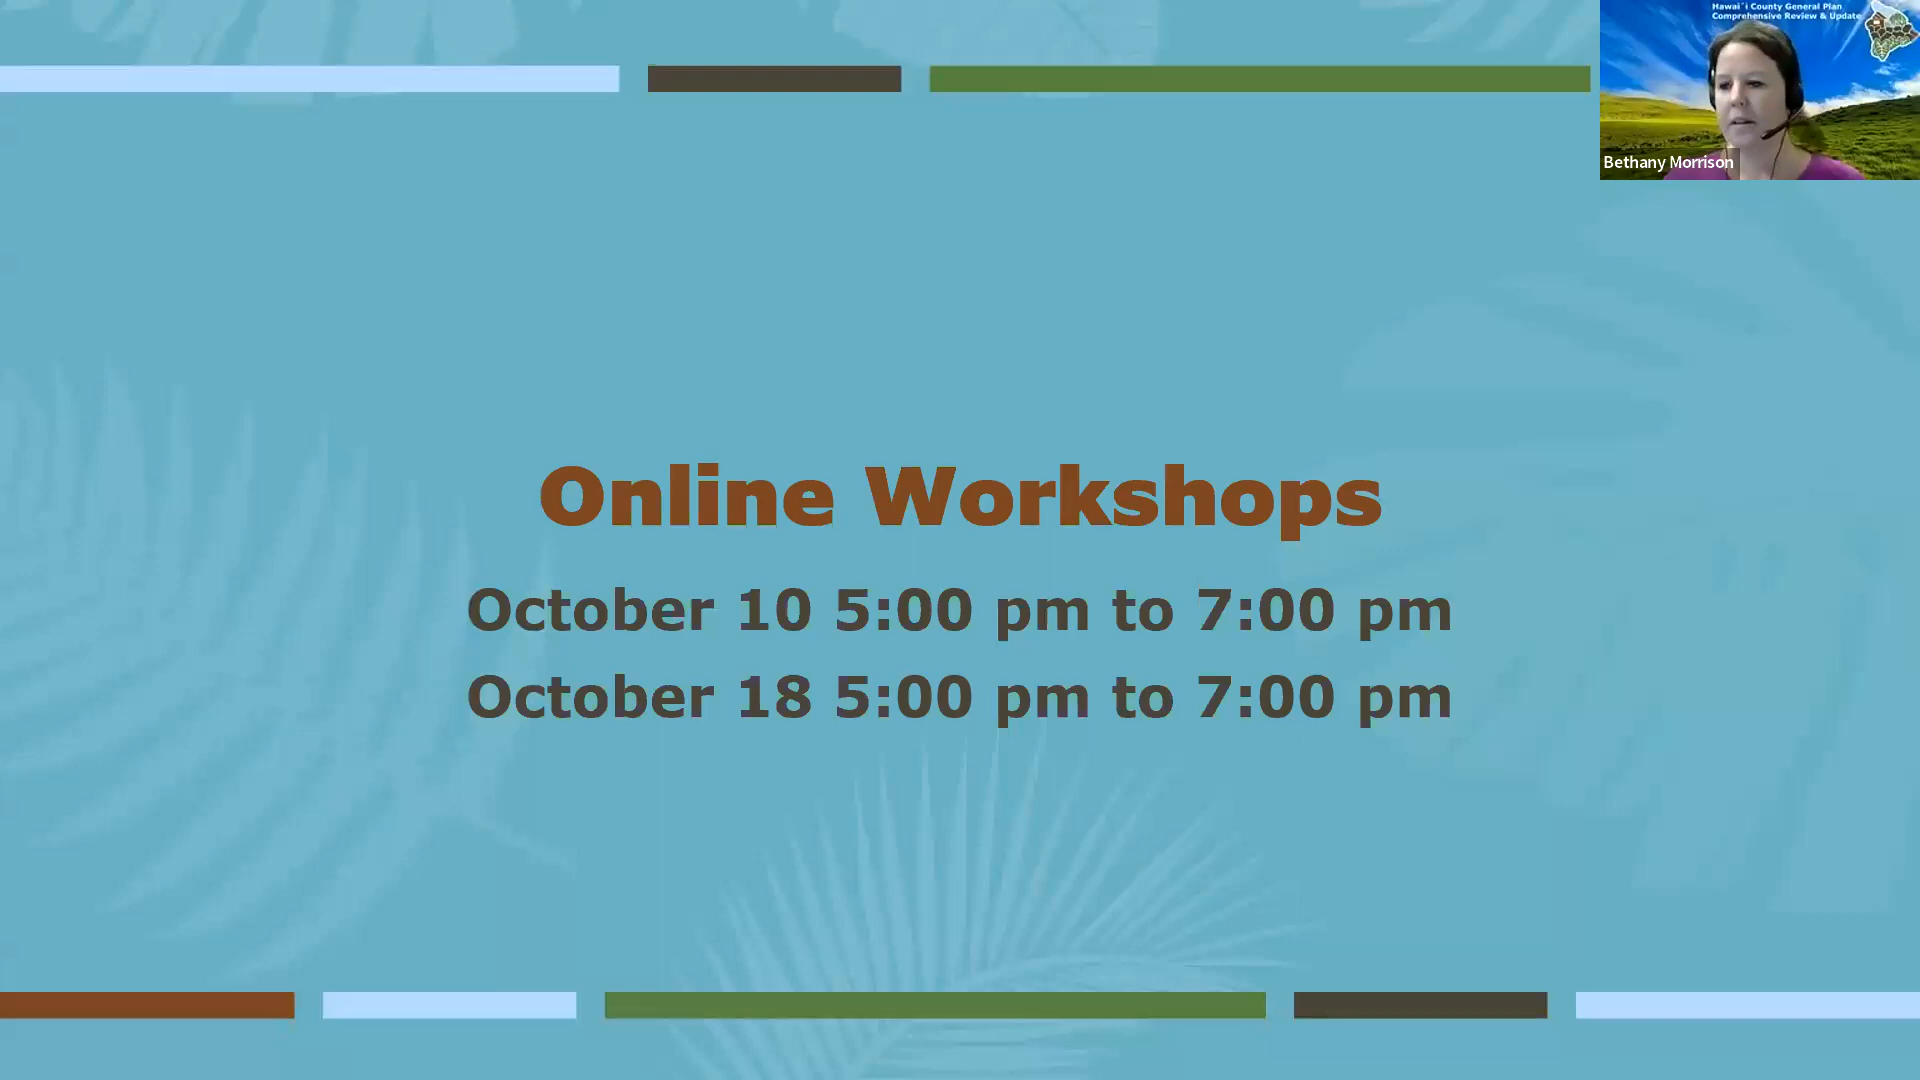 Hawai´i County General Plan
Comprehensive Review & Update
Bethany Morrison
Online Workshops
October 10 5:00 pm to 7:00 pm
October 18 5:00 pm to 7:00 pm